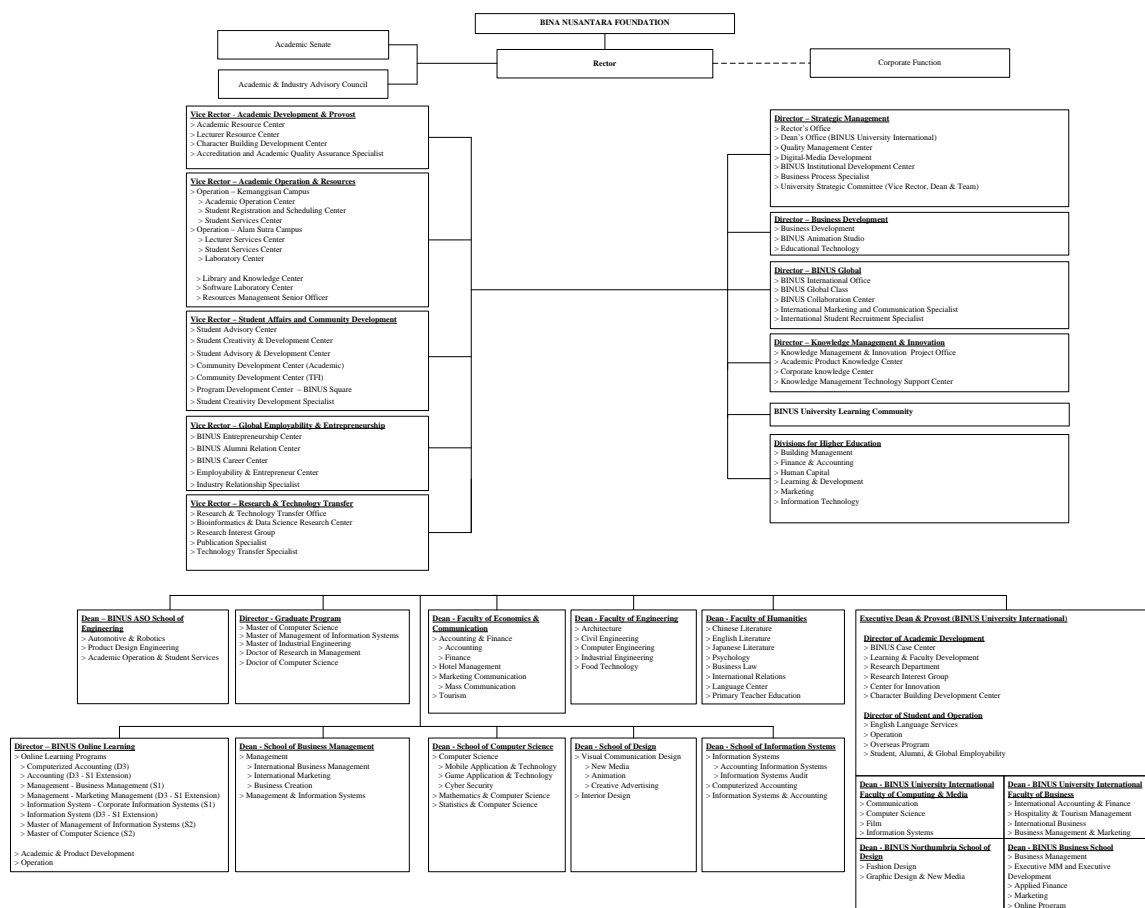 BINA NUSANTARA FOUNDATION
Academic Senate
Rector
Corporate Function
Academic & Industry Advisory Council
Vice Rector - Academic Development & Provost
> Academic Resource Center
> Lecturer Resource Center
> Character Building Development Center
> Accreditation and Academic Quality Assurance Specialist
Vice Rector – Academic Operation & Resources
> Operation – Kemanggisan Campus
> Academic Operation Center
> Student Registration and Scheduling Center
> Student Services Center
> Operation – Alam Sutra Campus
> Lecturer Services Center
> Student Services Center
> Laboratory Center
> Library and Knowledge Center
> Software Laboratory Center
> Resources Management Senior Officer
Vice Rector – Student Affairs and Community Development
> Student Advisory Center
> Student Creativity & Development Center
> Student Advisory & Development Center
> Community Development Center (Academic)
> Community Development Center (TFI)
> Program Development Center – BINUS Square
> Student Creativity Development Specialist
Vice Rector – Global Employability & Entrepreneurship
> BINUS Entrepreneurship Center
> BINUS Alumni Relation Center
> BINUS Career Center
> Employability & Entrepreneur Center
> Industry Relationship Specialist
Vice Rector – Research & Technology Transfer
> Research & Technology Transfer Office
> Bioinformatics & Data Science Research Center
> Research Interest Group
> Publication Specialist
> Technology Transfer Specialist
Director – Strategic Management
> Rector's Office
> Dean's Office (BINUS University International)
> Quality Management Center
> Digital-Media Development
> BINUS Institutional Development Center
> Business Process Specialist
> University Strategic Committee (Vice Rector, Dean & Team)
Director – Business Development
> Business Development
> BINUS Animation Studio
> Educational Technology
Director – BINUS Global
> BINUS International Office
> BINUS Global Class
> BINUS Collaboration Center
> International Marketing and Communication Specialist
> International Student Recruitment Specialist
Director – Knowledge Management & Innovation
> Knowledge Management & Innovation Project Office
> Academic Product Knowledge Center
> Corporate knowledge Center
> Knowledge Management Technology Support Center
BINUS University Learning Community
Divisions for Higher Education
> Building Management
> Finance & Accounting
> Human Capital
> Learning & Development
> Marketing
> Information Technology
Dean – BINUS ASO School of
Engineering
> Automotive & Robotics
> Product Design Engineering
> Academic Operation & Student Services
Director - Graduate Program
> Master of Computer Science
> Master of Management of Information Systems
> Master of Industrial Engineering
> Doctor of Research in Management
> Doctor of Computer Science
Dean - Faculty of Economics &
Communication
> Accounting & Finance
> Accounting
> Finance
> Hotel Management
> Marketing Communication
> Mass Communication
> Tourism
Dean - Faculty of Engineering
> Architecture
> Civil Engineering
> Computer Engineering
> Industrial Engineering
> Food Technology
Dean - Faculty of Humanities
> Chinese Literature
> English Literature
> Japanese Literature
> Psychology
> Business Law
> International Relations
> Language Center
> Primary Teacher Education
Executive Dean & Provost (BINUS University International)
Director of Academic Development
> BINUS Case Center
> Learning & Faculty Development
> Research Department
> Research Interest Group
> Center for Innovation
> Character Building Development Center
Director of Student and Operation
> English Language Services
> Operation
> Overseas Program
> Student, Alumni, & Global Employability
Director – BINUS Online Learning
> Online Learning Programs
> Computerized Accounting (D3)
> Accounting (D3 - S1 Extension)
> Management - Business Management (S1)
> Management - Marketing Management (D3 - S1 Extension)
> Information System - Corporate Information Systems (S1)
> Information System (D3 - S1 Extension)
> Master of Management of Information Systems (S2)
> Master of Computer Science (S2)
> Academic & Product Development
> Operation
Dean - School of Business Management
> Management
> International Business Management
> International Marketing
> Business Creation
> Management & Information Systems
Dean - School of Computer Science
> Computer Science
> Mobile Application & Technology
> Game Application & Technology
> Cyber Security
> Mathematics & Computer Science
> Statistics & Computer Science
Dean - School of Design
> Visual Communication Design
> New Media
> Animation
> Creative Advertising
> Interior Design
Dean - School of Information Systems
> Information Systems
> Accounting Information Systems
> Information Systems Audit
> Computerized Accounting
> Information Systems & Accounting
Dean - BINUS University International
Faculty of Computing & Media
> Communication
> Computer Science
> Film
> Information Systems
Dean - BINUS University International
Faculty of Business
> International Accounting & Finance
> Hospitality & Tourism Management
> International Business
> Business Management & Marketing
Dean - BINUS Northumbria School of
Design
> Fashion Design
> Graphic Design & New Media
Dean - BINUS Business School
> Business Management
> Executive MM and Executive
Development
> Applied Finance
> Marketing
> Online Program